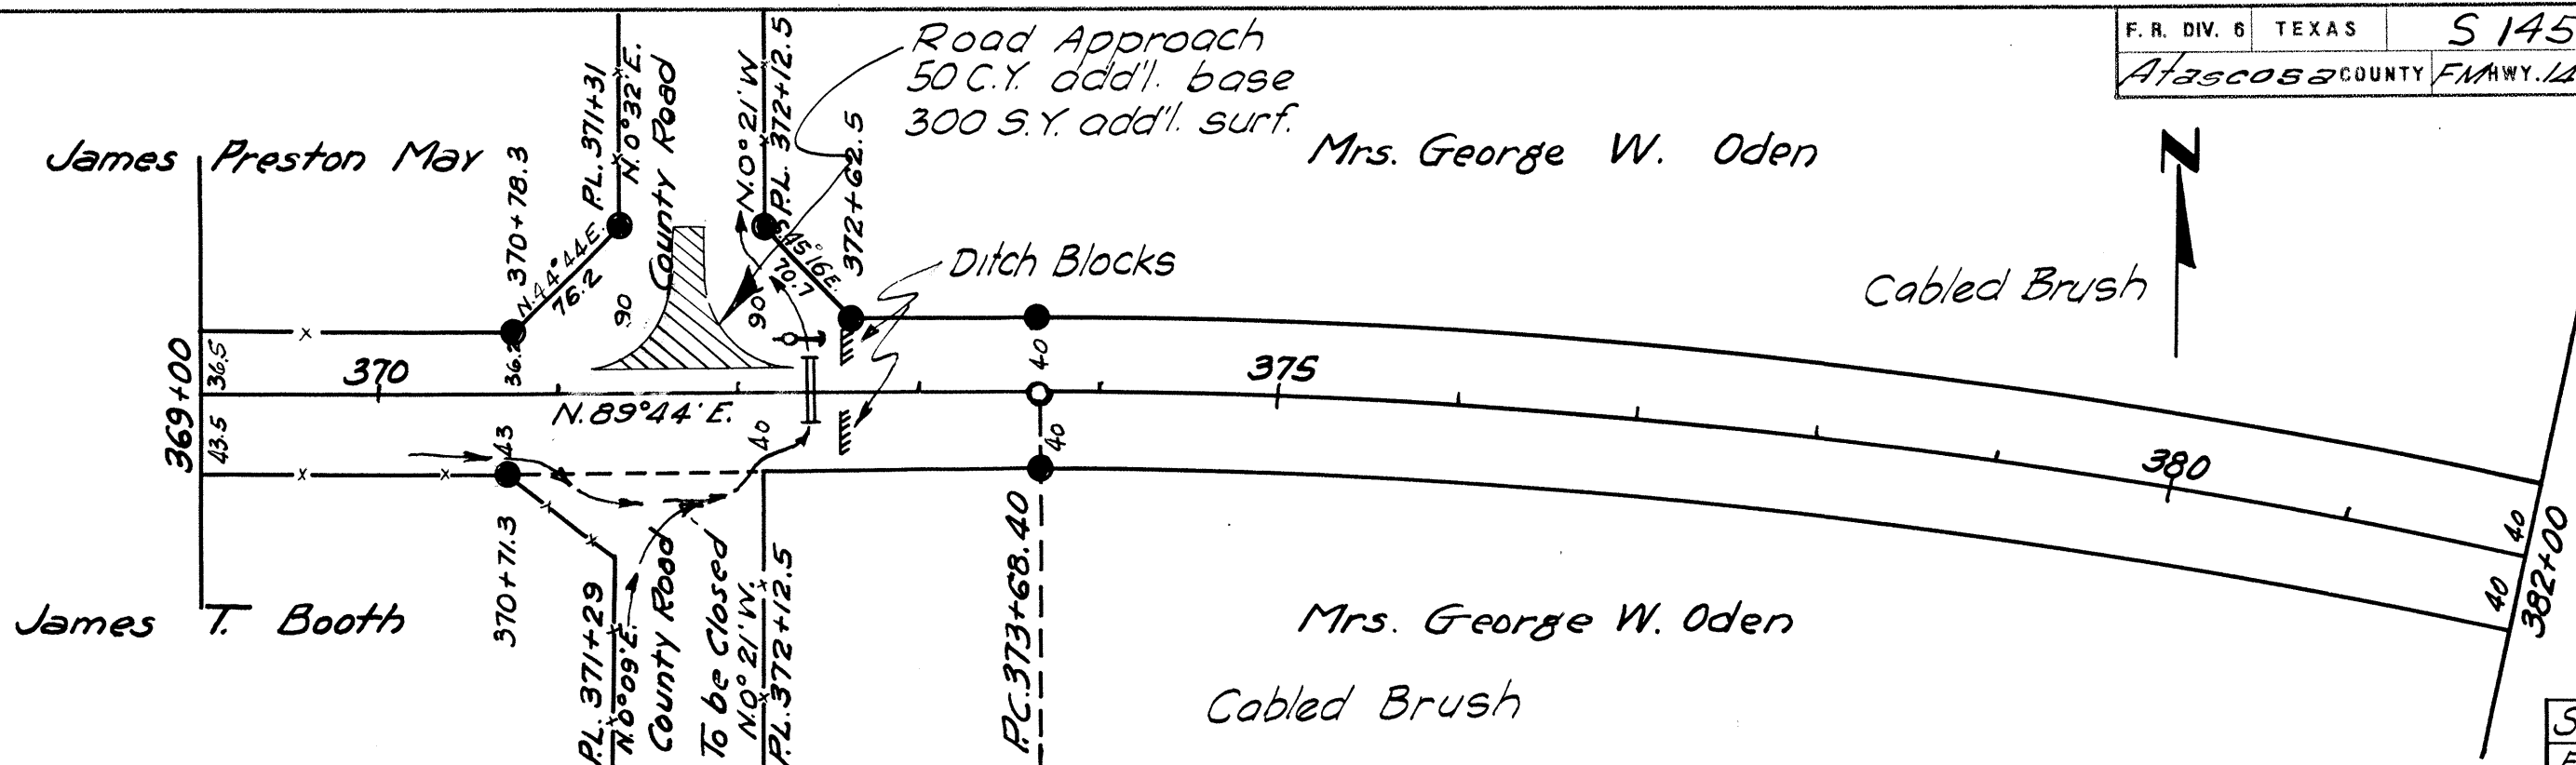 F. R. DIV. 6 TEXAS S 145
Atascosa COUNTY FM HWY. 14
Road Approach
50 C.Y. add'l. base
300 S.Y. add'l. surf.
James Preston May
Mrs. George W. Oden
N
Cabled Brush
Ditch Blocks
370+78.3
P.L. 371+31
N. 0°32' E.
County Road
N. 0° 21' W
P.L. 372+12.5
372+62.5
N. 44° 44 E.
76.2
S. 45° 16 E.
70.7
90
90
369+00
36.5
43.5
370
36.2
N. 89° 44' E.
43
40
40
40
375
380
40
40
382+00
370+71.3
James T. Booth
P.L. 371+29
N. 0° 09' E.
County Road
To be Closed
N. 0° 21' W.
P.L. 372+12.5
P.C. 373+68.40
Mrs. George W. Oden
Cabled Brush